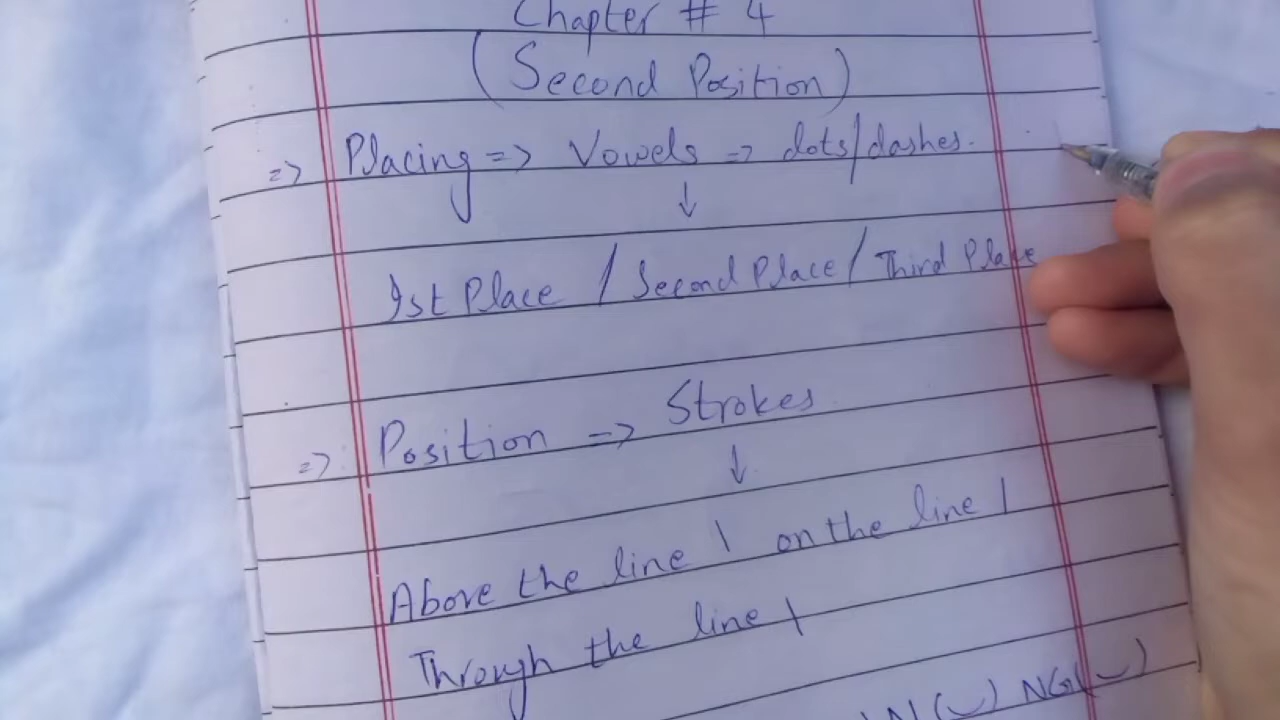 Chapter # 4
(Second Position)
=> Placing => Vowels => dots/dashes.
↓
1st Place / Second Place / Third Place
=> Position => Strokes
↓
Above the line \ on the line \
Through the line \
N (⌣) NG (⌣)